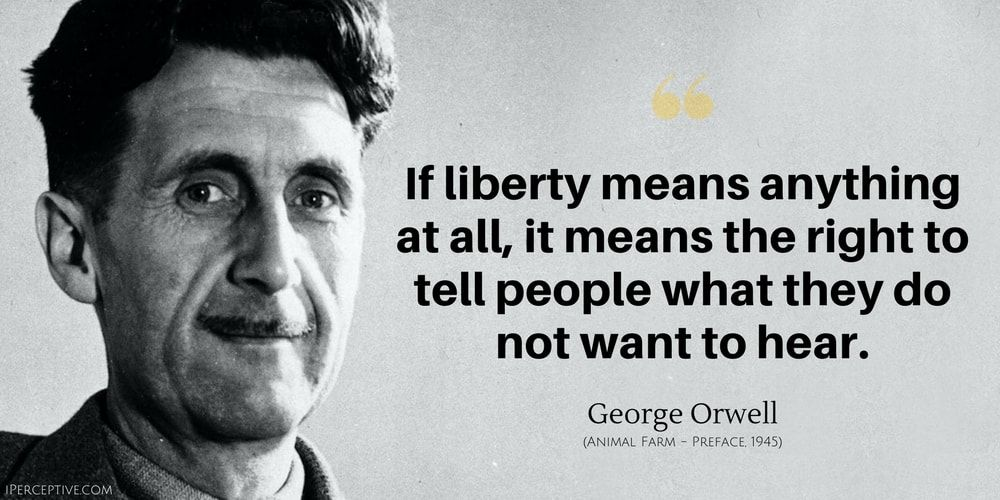 “
If liberty means anything
at all, it means the right to
tell people what they do
not want to hear.
George Orwell
(Animal Farm – Preface, 1945)
iPerceptive.com